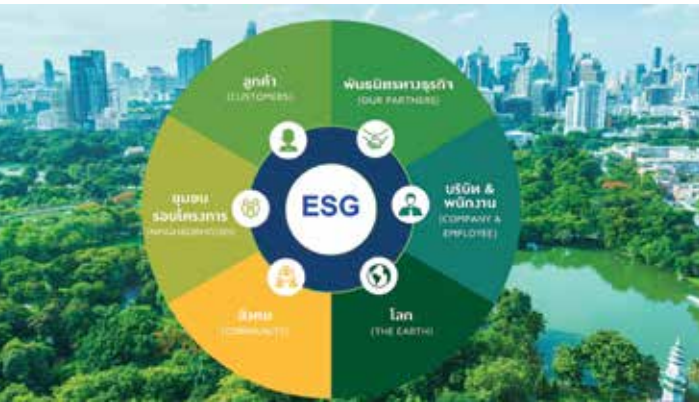 ลูกค้า
(CUSTOMERS)
พันธมิตรทางธุรกิจ
(OUR PARTNERS)
บริษัท &
พนักงาน
(COMPANY &
EMPLOYEE)
โลก
(THE EARTH)
สังคม
(COMMUNITY)
ชุมชน
รอบโครงการ
ESG